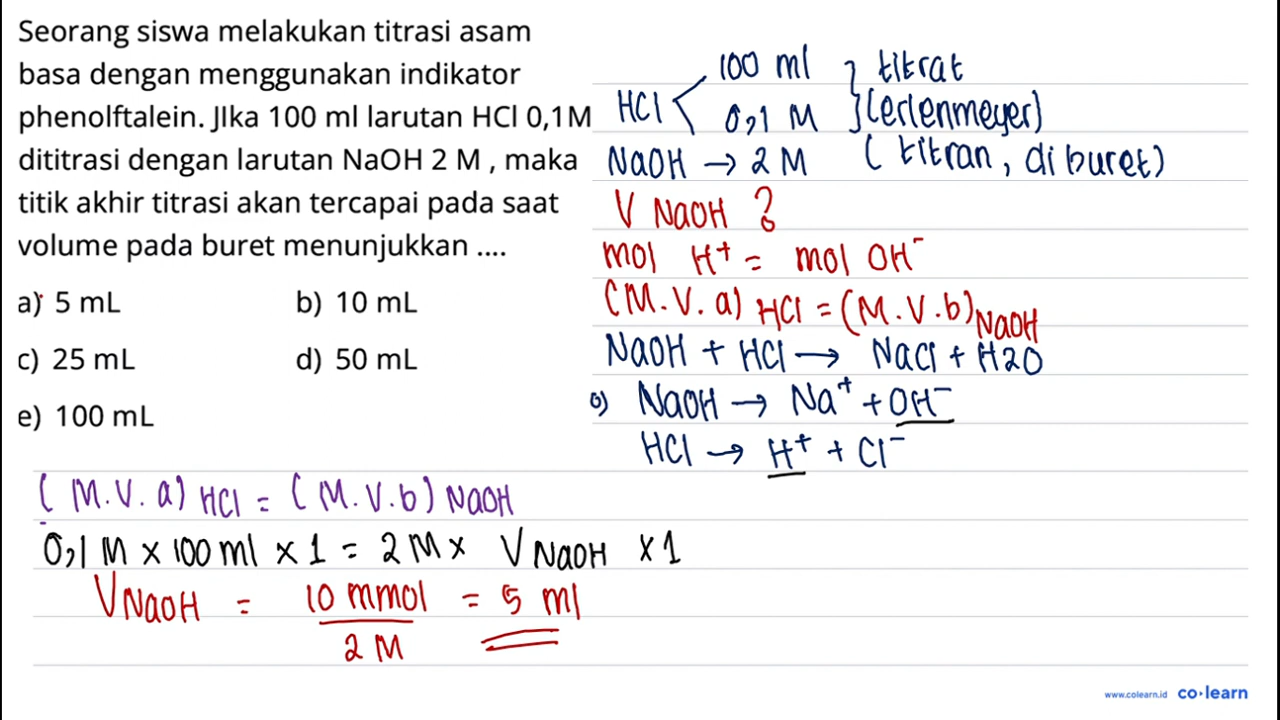 Seorang siswa melakukan titrasi asam
basa dengan menggunakan indikator
phenolftalein. JIka 100 ml larutan HCl 0,1M
dititrasi dengan larutan NaOH 2 M , maka
titik akhir titrasi akan tercapai pada saat
volume pada buret menunjukkan ....
a) 5 mL b) 10 mL
c) 25 mL d) 50 mL
e) 100 mL
HCl < 100 ml } titrat
0,1 M } (erlenmeyer)
NaOH → 2 M ( titran, di buret)
V NaOH ?
mol H⁺ = mol OH⁻
(M.V.a) HCl = (M.V.b) NaOH
NaOH + HCl → NaCl + H2O
o) NaOH → Na⁺ + OH⁻
HCl → H⁺ + Cl⁻
( M.V.a) HCl = ( M.V.b) NaOH
0,1 M x 100 ml x 1 = 2 M x V NaOH x 1
V NaOH = 10 mmol = 5 ml
2 M
www.colearn.id co·learn